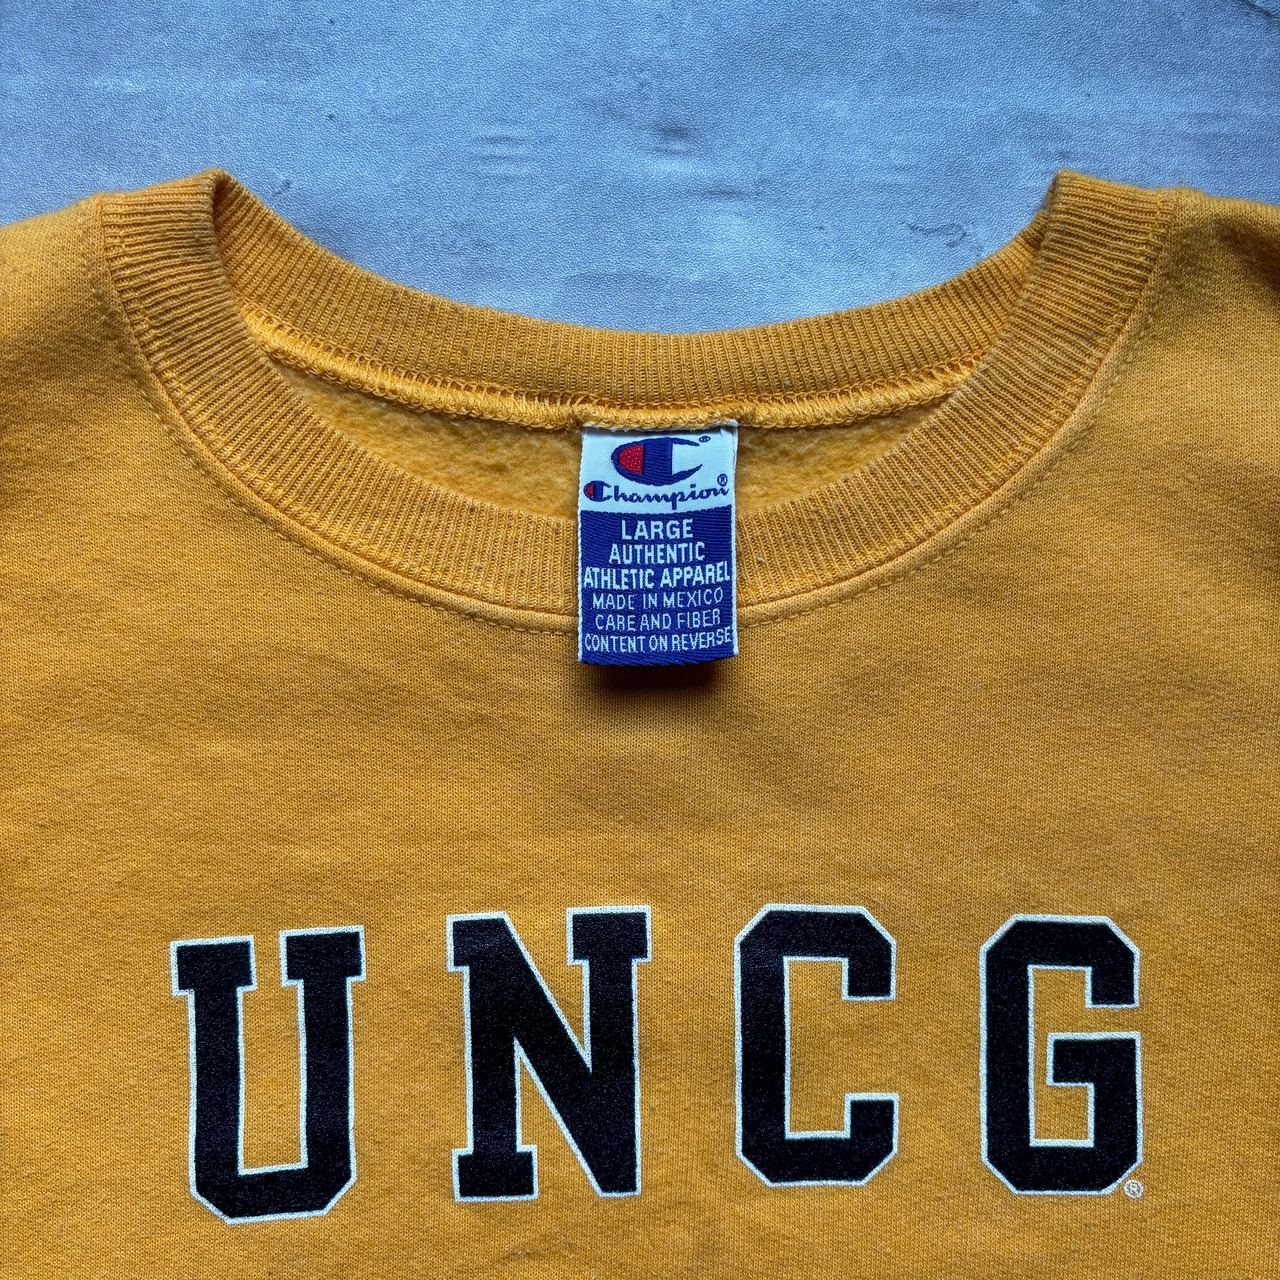 Champion®
LARGE
AUTHENTIC
ATHLETIC APPAREL
MADE IN MEXICO
CARE AND FIBER
CONTENT ON REVERSE
UNCG®